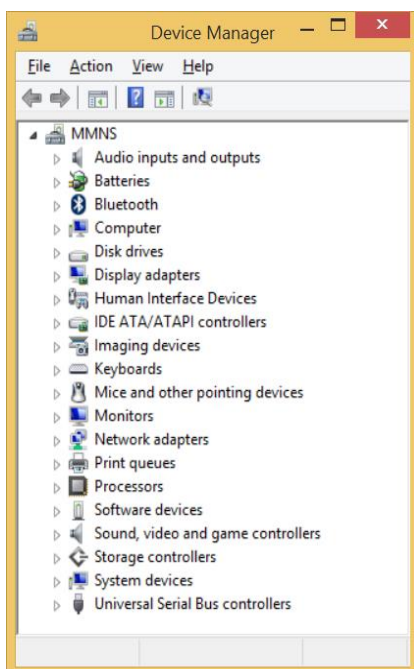 Device Manager
File Action View Help
MMNS
Audio inputs and outputs
Batteries
Bluetooth
Computer
Disk drives
Display adapters
Human Interface Devices
IDE ATA/ATAPI controllers
Imaging devices
Keyboards
Mice and other pointing devices
Monitors
Network adapters
Print queues
Processors
Software devices
Sound, video and game controllers
Storage controllers
System devices
Universal Serial Bus controllers